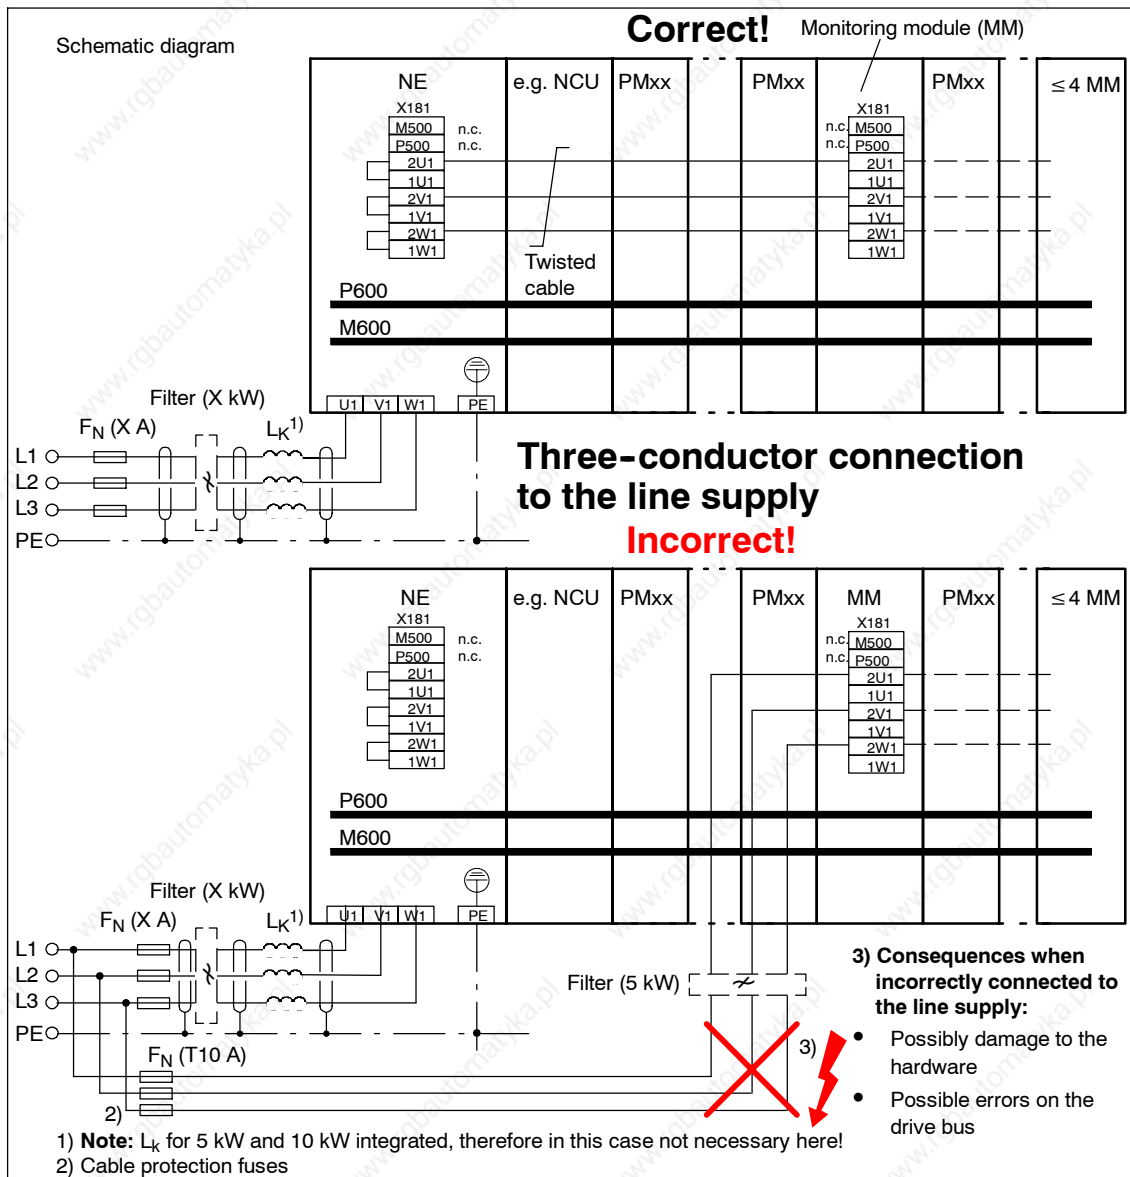 Schematic diagram
Correct!
Monitoring module (MM)
NE
e.g. NCU
PMxx
PMxx
PMxx
≤ 4 MM
X181
M500 n.c.
P500 n.c.
2U1
1U1
2V1
1V1
2W1
1W1
X181
n.c. M500
n.c. P500
2U1
1U1
2V1
1V1
2W1
1W1
Twisted
cable
P600
M600
U1 V1 W1 PE
Filter (X kW)
FN (X A)
LK1)
L1
L2
L3
PE
Three-conductor connection
to the line supply
Incorrect!
NE
e.g. NCU
PMxx
PMxx
MM
PMxx
≤ 4 MM
X181
M500 n.c.
P500 n.c.
2U1
1U1
2V1
1V1
2W1
1W1
X181
n.c. M500
n.c. P500
2U1
1U1
2V1
1V1
2W1
1W1
P600
M600
U1 V1 W1 PE
Filter (X kW)
FN (X A)
LK1)
L1
L2
L3
PE
FN (T10 A)
2)
Filter (5 kW)
3)
3) Consequences when
incorrectly connected to
the line supply:
• Possibly damage to the
hardware
• Possible errors on the
drive bus
1) Note: Lk for 5 kW and 10 kW integrated, therefore in this case not necessary here!
2) Cable protection fuses
www.rgbautomatyka.pl